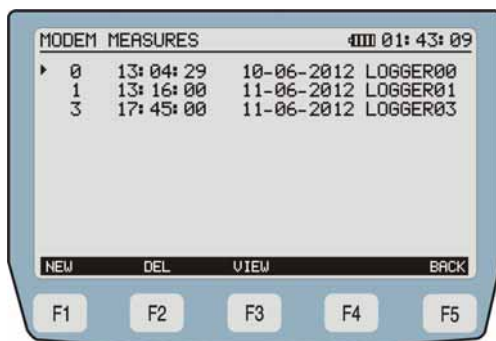 MODEM MEASURES 01:43:09
0 13:04:29 10-06-2012 LOGGER00
1 13:16:00 11-06-2012 LOGGER01
3 17:45:00 11-06-2012 LOGGER03
NEW DEL VIEW BACK
F1 F2 F3 F4 F5